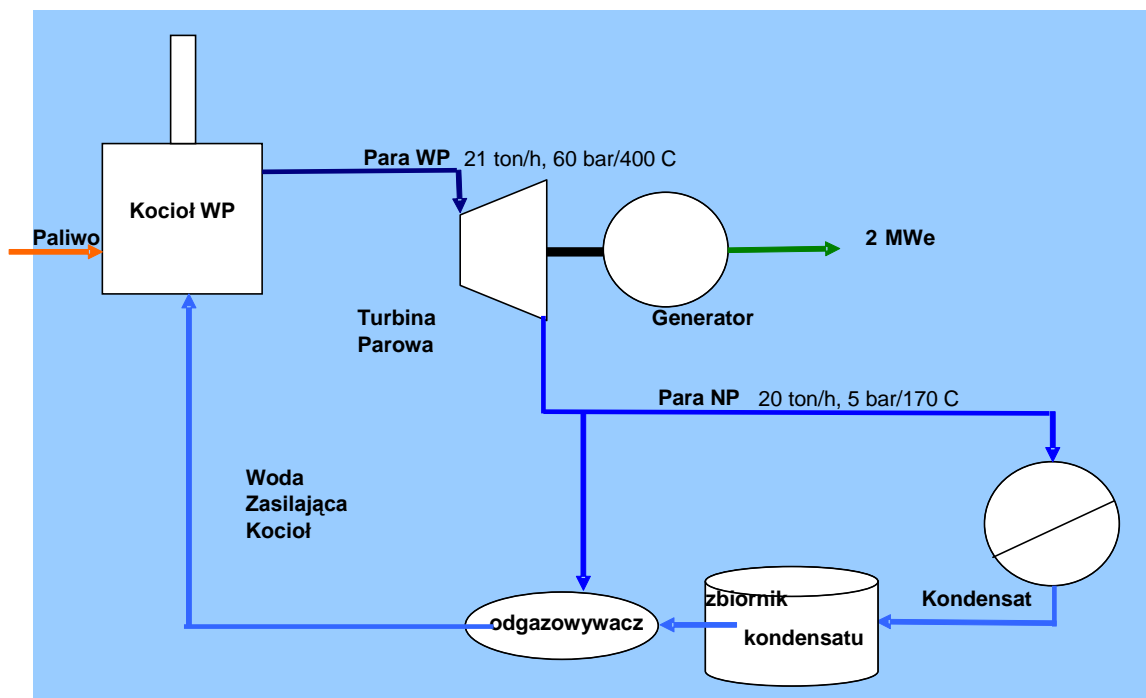 Para WP 21 ton/h, 60 bar/400 C
Kocioł WP
Paliwo
2 MWe
Turbina
Parowa
Generator
Para NP 20 ton/h, 5 bar/170 C
Woda
Zasilająca
Kocioł
odgazowywacz
zbiornik
kondensatu
Kondensat